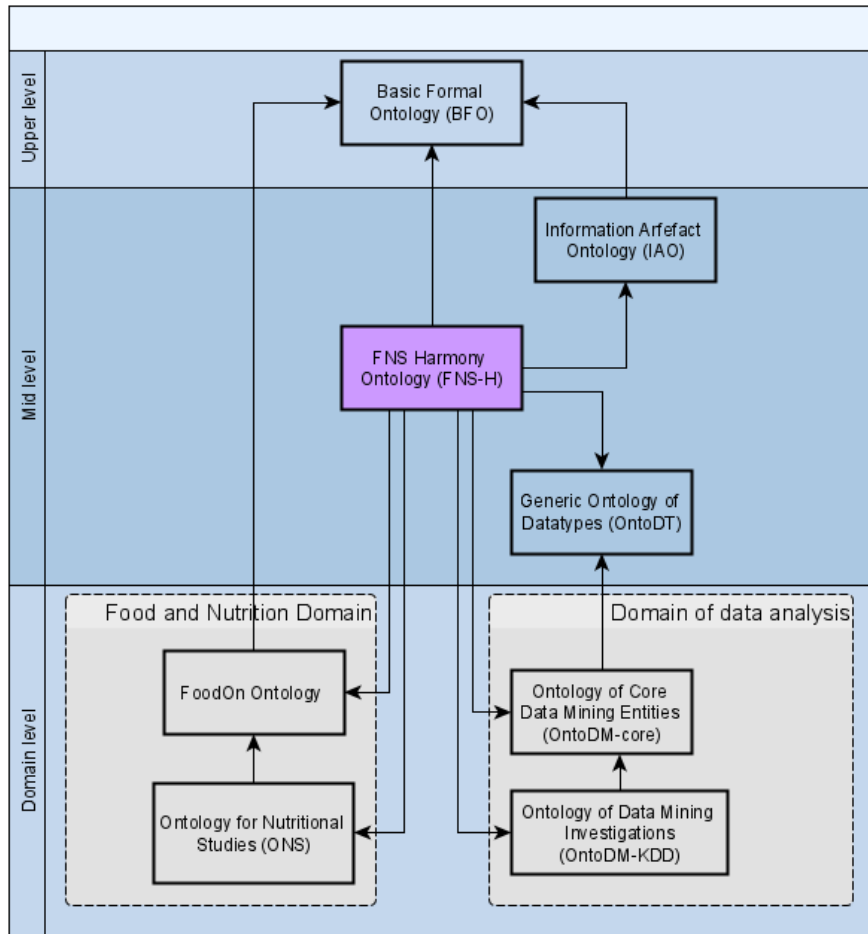 Upper level
Basic Formal
Ontology (BFO)
Mid level
Information Arfefact
Ontology (IAO)
FNS Harmony
Ontology (FNS-H)
Generic Ontology of
Datatypes (OntoDT)
Domain level
Food and Nutrition Domain
FoodOn Ontology
Ontology for Nutritional
Studies (ONS)
Domain of data analysis
Ontology of Core
Data Mining Entities
(OntoDM-core)
Ontology of Data Mining
Investigations
(OntoDM-KDD)